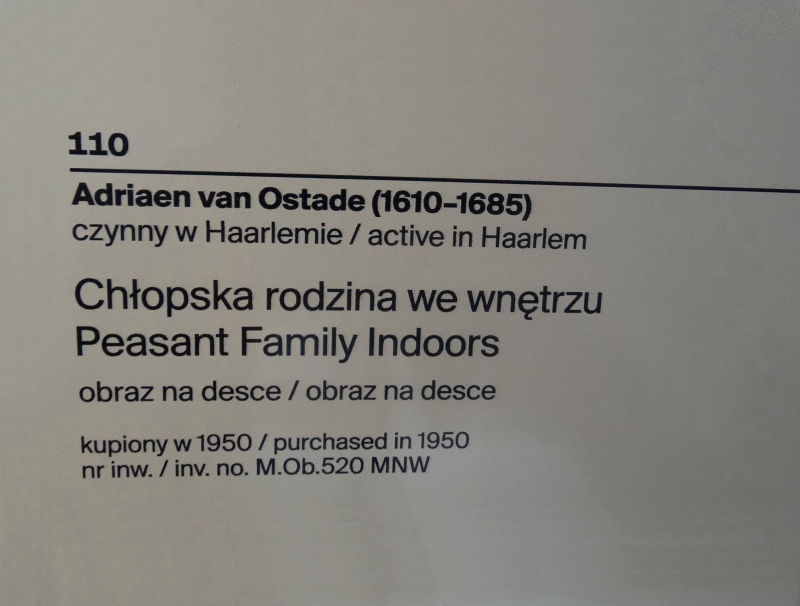 110
Adriaen van Ostade (1610–1685)
czynny w Haarlemie / active in Haarlem
Chłopska rodzina we wnętrzu
Peasant Family Indoors
obraz na desce / obraz na desce
kupiony w 1950 / purchased in 1950
nr inw. / inv. no. M.Ob.520 MNW